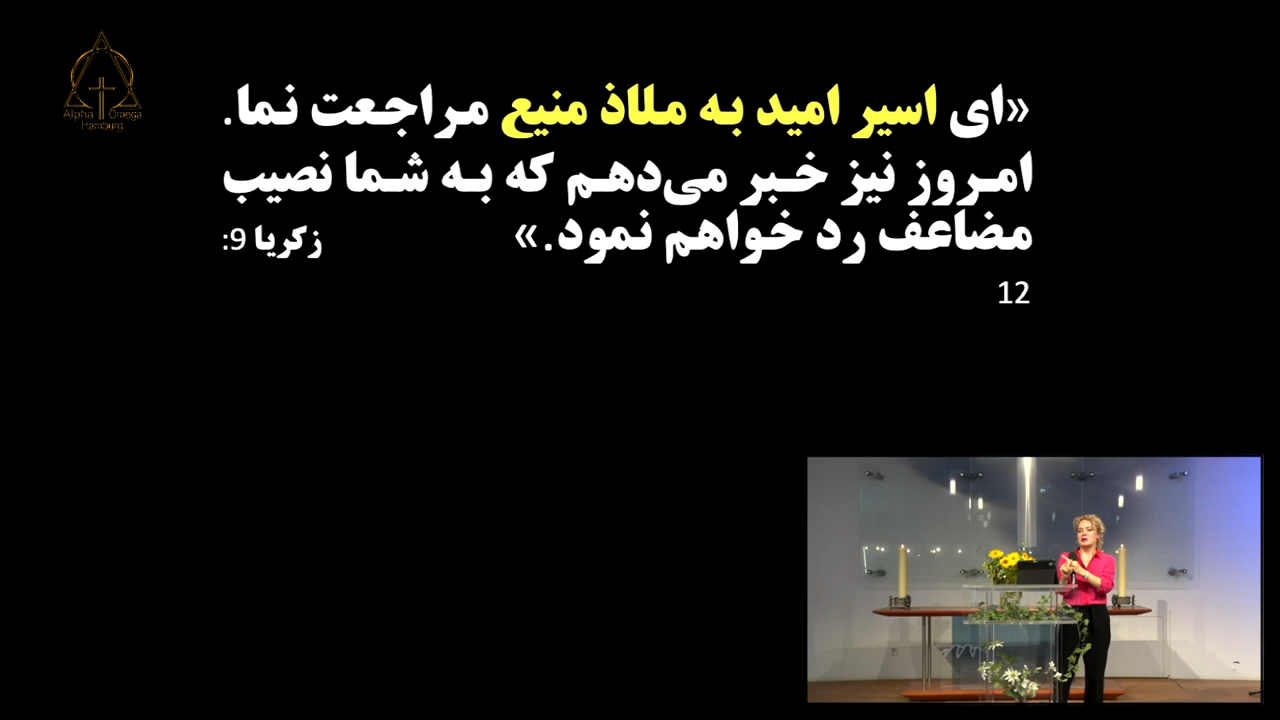 Alpha Omega
Hamburg
«ای اسیر امید به ملاذ منیع مراجعت نما.
امروز نیز خبر می‌دهم که به شما نصیب
مضاعف رد خواهم نمود.» زکریا 9:
12